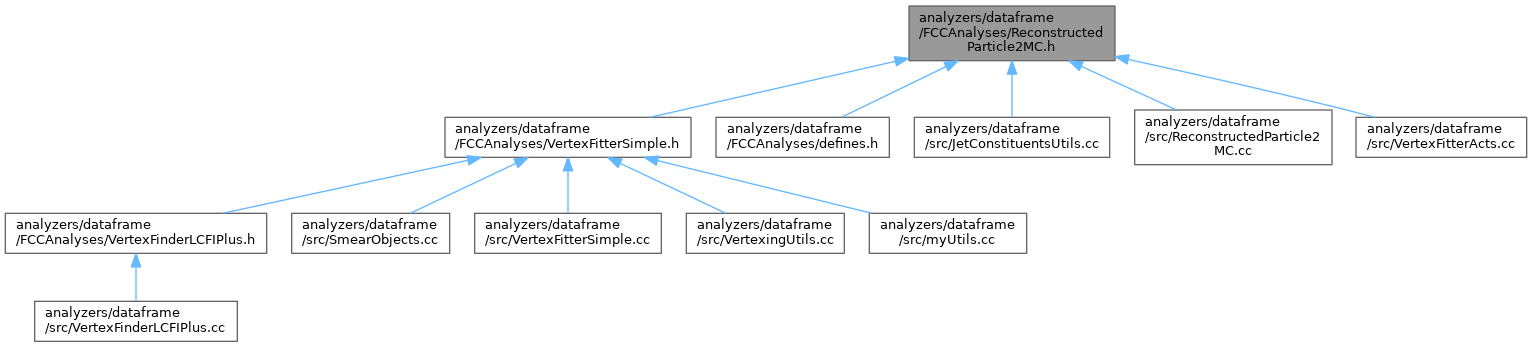 analyzers/dataframe
/FCCAnalyses/Reconstructed
Particle2MC.h
analyzers/dataframe
/FCCAnalyses/VertexFitterSimple.h
analyzers/dataframe
/FCCAnalyses/defines.h
analyzers/dataframe
/src/JetConstituentsUtils.cc
analyzers/dataframe
/src/ReconstructedParticle2
MC.cc
analyzers/dataframe
/src/VertexFitterActs.cc
analyzers/dataframe
/FCCAnalyses/VertexFinderLCFIPlus.h
analyzers/dataframe
/src/SmearObjects.cc
analyzers/dataframe
/src/VertexFitterSimple.cc
analyzers/dataframe
/src/VertexingUtils.cc
analyzers/dataframe
/src/myUtils.cc
analyzers/dataframe
/src/VertexFinderLCFIPlus.cc